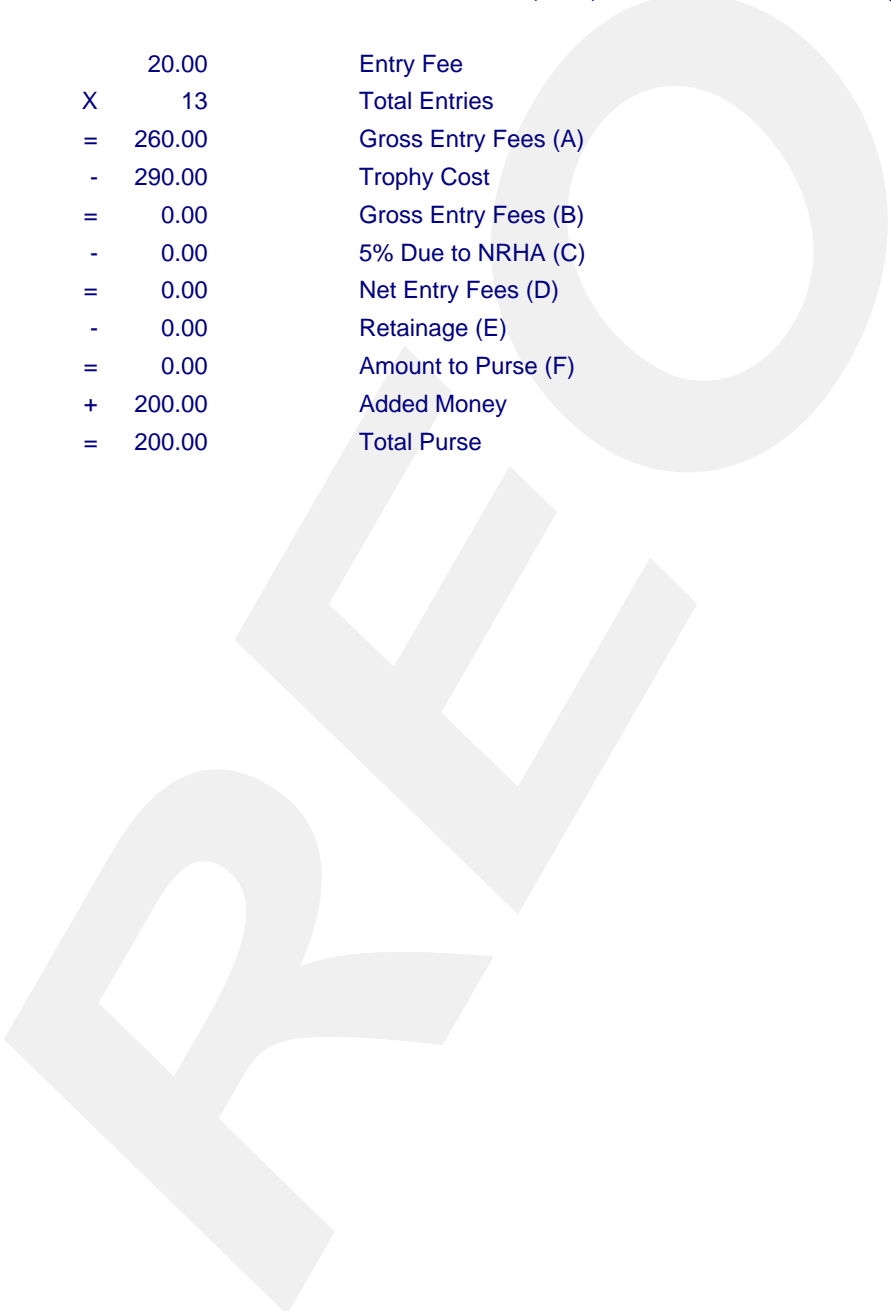 20.00 Entry Fee
X 13 Total Entries
= 260.00 Gross Entry Fees (A)
- 290.00 Trophy Cost
= 0.00 Gross Entry Fees (B)
- 0.00 5% Due to NRHA (C)
= 0.00 Net Entry Fees (D)
- 0.00 Retainage (E)
= 0.00 Amount to Purse (F)
+ 200.00 Added Money
= 200.00 Total Purse
REO